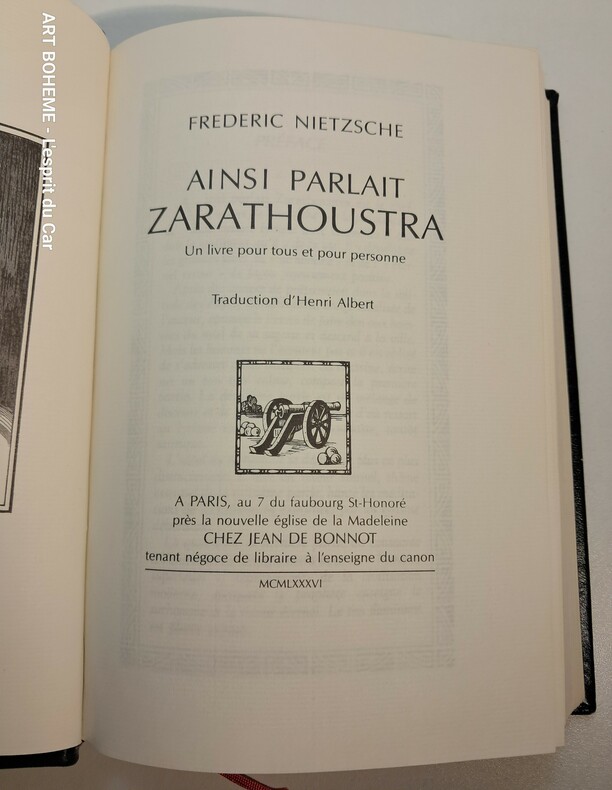 ART BOHEME - L'esprit du Car
FREDERIC NIETZSCHE
AINSI PARLAIT
ZARATHOUSTRA
Un livre pour tous et pour personne
Traduction d'Henri Albert
A PARIS, au 7 du faubourg St-Honoré
près la nouvelle église de la Madeleine
CHEZ JEAN DE BONNOT
tenant négoce de libraire à l'enseigne du canon
MCMLXXXVI